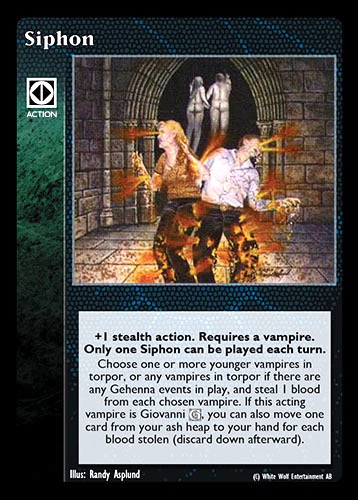 Siphon
ACTION
+1 stealth action. Requires a vampire.
Only one Siphon can be played each turn.
Choose one or more younger vampires in
torpor, or any vampires in torpor if there are
any Gehenna events in play, and steal 1 blood
from each chosen vampire. If this acting
vampire is Giovanni G, you can also move one
card from your ash heap to your hand for each
blood stolen (discard down afterward).
Illus: Randy Asplund
(C) White Wolf Entertainment AB